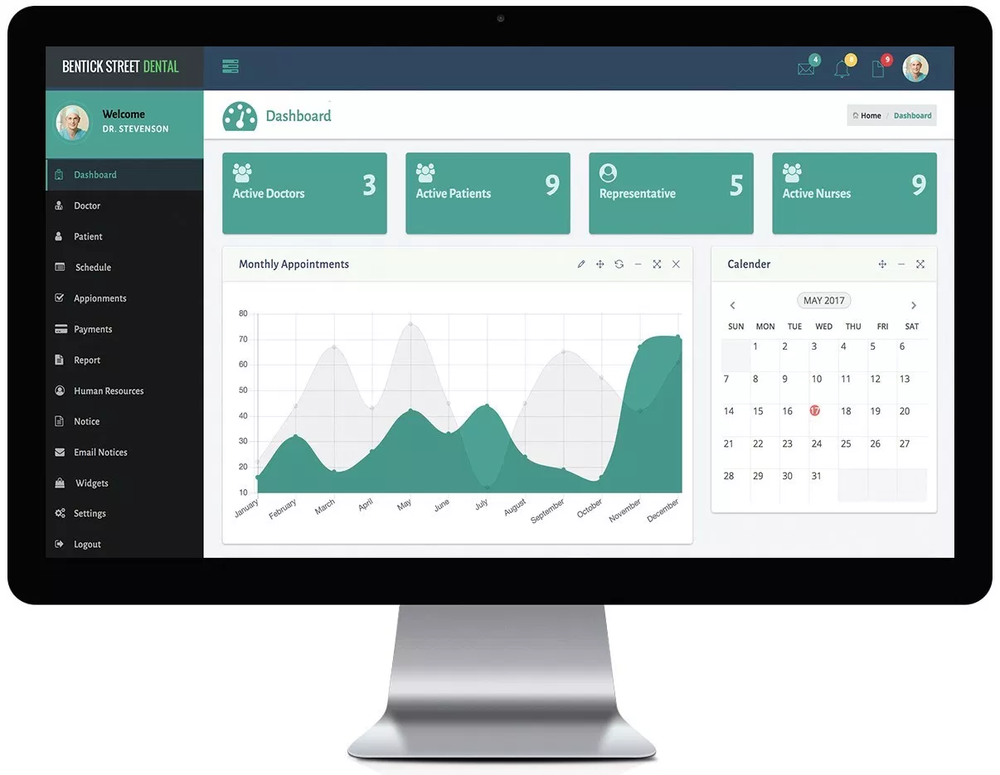 BENTICK STREET DENTAL
4
8
9
Welcome
DR. STEVENSON
Dashboard
Home / Dashboard
Dashboard
Doctor
Patient
Schedule
Appionments
Payments
Report
Human Resources
Notice
Email Notices
Widgets
Settings
Logout
Active Doctors 3
Active Patients 9
Representative 5
Active Nurses 9
Monthly Appointments
80
70
60
50
40
30
20
10
January February March April May June July August September October November December
Calender
MAY 2017
SUN MON TUE WED THU FRI SAT
1 2 3 4 5 6
7 8 9 10 11 12 13
14 15 16 17 18 19 20
21 22 23 24 25 26 27
28 29 30 31